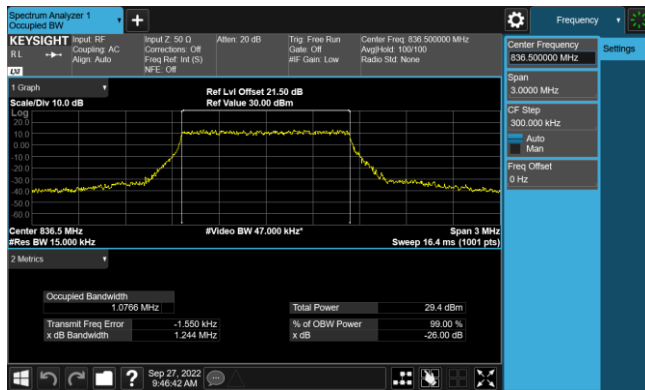 Spectrum Analyzer 1
Occupied BW
Frequency
KEYSIGHT
RL
LXI
Input: RF
Coupling: AC
Align: Auto
Input Z: 50 Ω
Corrections: Off
Freq Ref: Int (S)
NFE: Off
Atten: 20 dB
Trig: Free Run
Gate: Off
#IF Gain: Low
Center Freq: 836.500000 MHz
Avg|Hold: 100/100
Radio Std: None
Center Frequency
836.500000 MHz
Settings
Span
3.0000 MHz
CF Step
300.000 kHz
Auto
Man
Freq Offset
0 Hz
1 Graph
Scale/Div 10.0 dB
Ref Lvl Offset 21.50 dB
Ref Value 30.00 dBm
Log
20.0
10.0
0.00
-10.0
-20.0
-30.0
-40.0
-50.0
-60.0
Center 836.5 MHz
#Video BW 47.000 kHz*
Span 3 MHz
#Res BW 15.000 kHz
Sweep 16.4 ms (1001 pts)
2 Metrics
Occupied Bandwidth
1.0766 MHz
Total Power 29.4 dBm
Transmit Freq Error -1.550 kHz
% of OBW Power 99.00 %
x dB Bandwidth 1.244 MHz
x dB -26.00 dB
?
Sep 27, 2022
9:46:42 AM